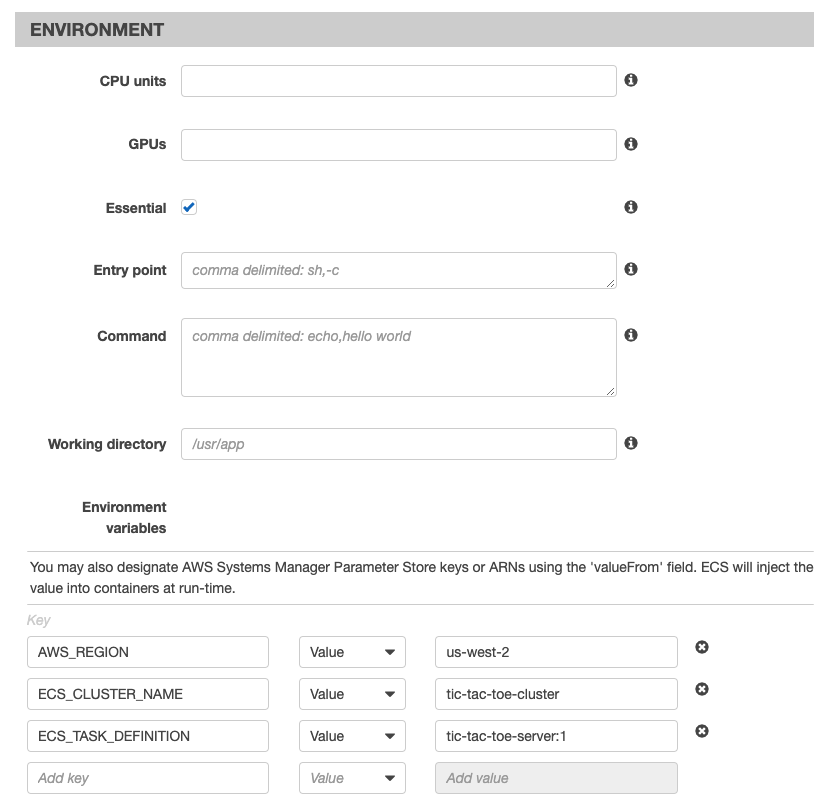 ENVIRONMENT
CPU units
GPUs
Essential
Entry point
comma delimited: sh,-c
Command
comma delimited: echo,hello world
Working directory
/usr/app
Environment
variables
You may also designate AWS Systems Manager Parameter Store keys or ARNs using the 'valueFrom' field. ECS will inject the
value into containers at run-time.
Key
AWS_REGION Value us-west-2
ECS_CLUSTER_NAME Value tic-tac-toe-cluster
ECS_TASK_DEFINITION Value tic-tac-toe-server:1
Add key Value Add value